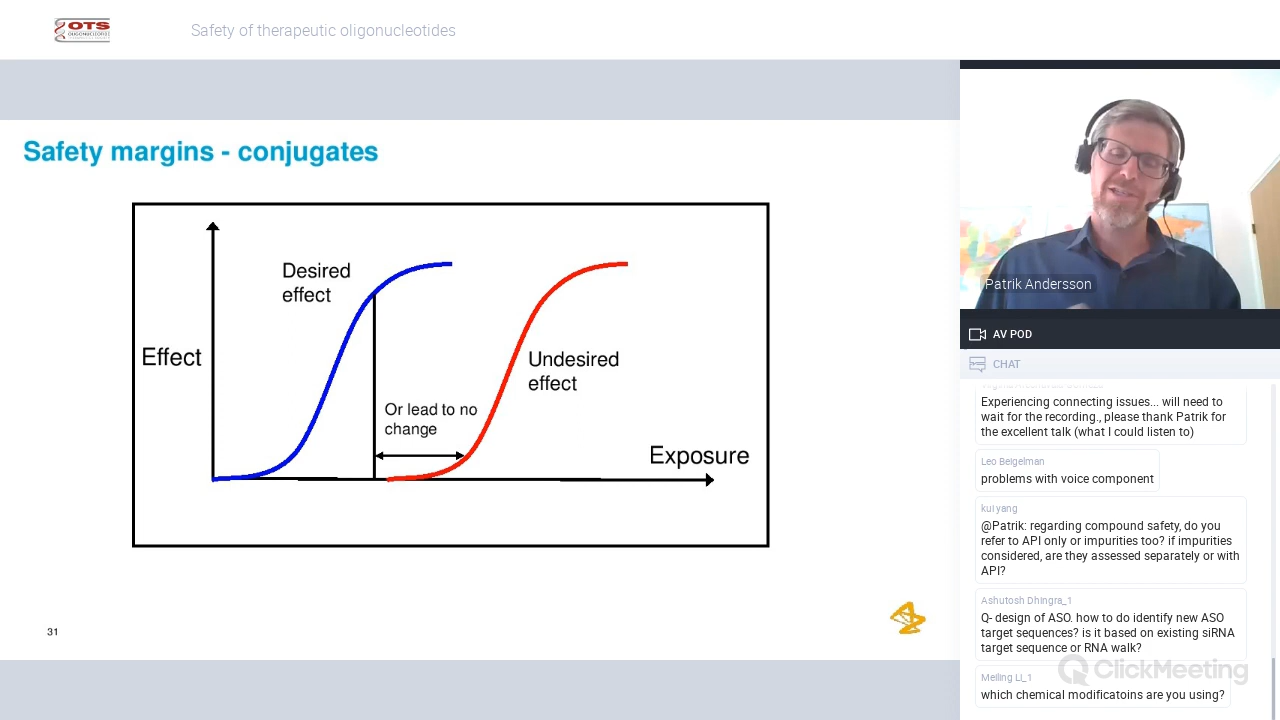 OTS
OLIGONUCLEOTIDE
Safety of therapeutic oligonucleotides
Safety margins - conjugates
Desired
effect
Effect
Undesired
effect
Or lead to no
change
Exposure
31
Patrik Andersson
AV POD
CHAT
Experiencing connecting issues... will need to
wait for the recording., please thank Patrik for
the excellent talk (what I could listen to)
Leo Beigelman
problems with voice component
kui yang
@Patrik: regarding compound safety, do you
refer to API only or impurities too? if impurities
considered, are they assessed separately or with
API?
Ashutosh Dhingra_1
Q- design of ASO. how to do identify new ASO
target sequences? is it based on existing siRNA
target sequence or RNA walk?
Meiling Li_1
which chemical modificatoins are you using?
ClickMeeting